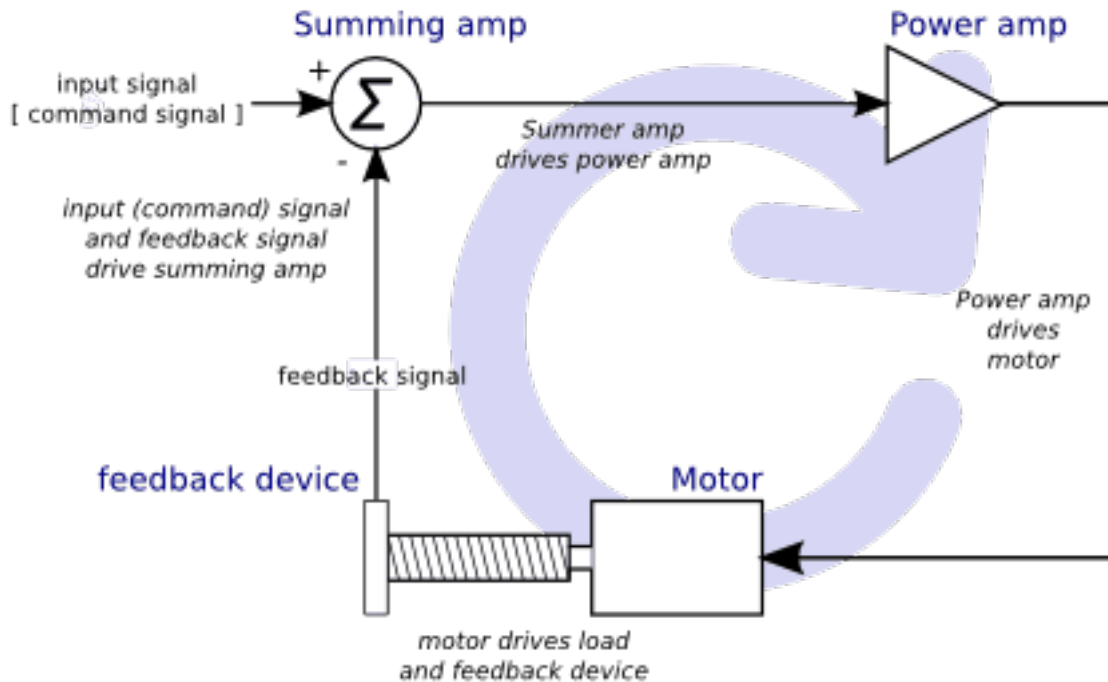 Summing amp
Power amp
+
input signal
[ command signal ]
Σ
-
Summer amp
drives power amp
input (command) signal
and feedback signal
drive summing amp
Power amp
drives
motor
feedback signal
feedback device
Motor
motor drives load
and feedback device